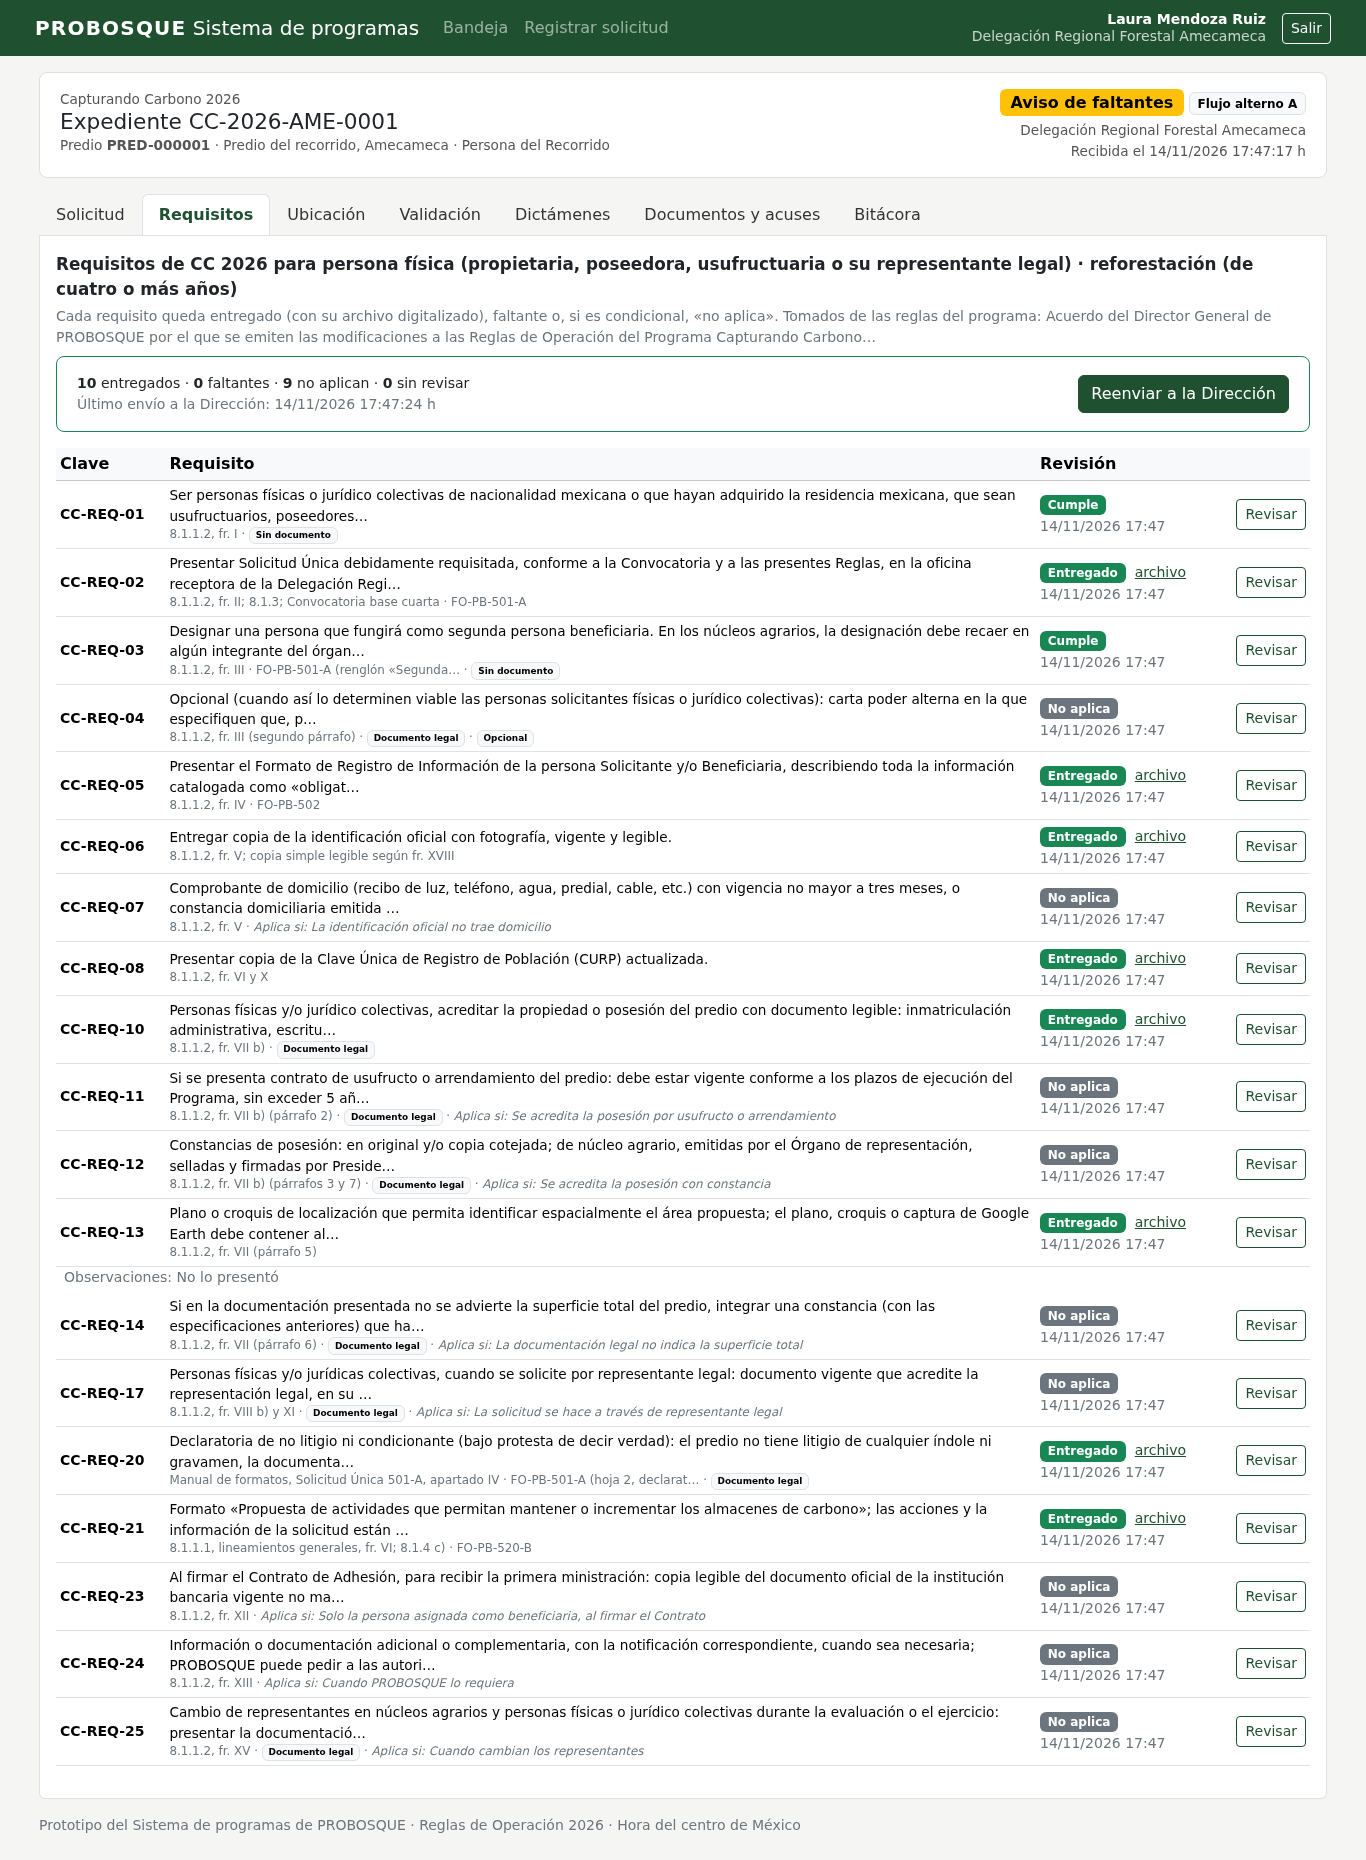 PROBOSQUE Sistema de programas Bandeja Registrar solicitud
Laura Mendoza Ruiz
Delegación Regional Forestal Amecameca
Salir
Capturando Carbono 2026
Expediente CC-2026-AME-0001
Predio PRED-000001 · Predio del recorrido, Amecameca · Persona del Recorrido
Aviso de faltantes Flujo alterno A
Delegación Regional Forestal Amecameca
Recibida el 14/11/2026 17:47:17 h
Solicitud Requisitos Ubicación Validación Dictámenes Documentos y acuses Bitácora
Requisitos de CC 2026 para persona física (propietaria, poseedora, usufructuaria o su representante legal) · reforestación (de
cuatro o más años)
Cada requisito queda entregado (con su archivo digitalizado), faltante o, si es condicional, «no aplica». Tomados de las reglas del programa: Acuerdo del Director General de
PROBOSQUE por el que se emiten las modificaciones a las Reglas de Operación del Programa Capturando Carbono…
10 entregados · 0 faltantes · 9 no aplican · 0 sin revisar
Último envío a la Dirección: 14/11/2026 17:47:24 h
Reenviar a la Dirección
Clave Requisito Revisión
CC-REQ-01
Ser personas físicas o jurídico colectivas de nacionalidad mexicana o que hayan adquirido la residencia mexicana, que sean
usufructuarios, poseedores…
8.1.1.2, fr. I · Sin documento
Cumple
14/11/2026 17:47
Revisar
CC-REQ-02
Presentar Solicitud Única debidamente requisitada, conforme a la Convocatoria y a las presentes Reglas, en la oficina
receptora de la Delegación Regi…
8.1.1.2, fr. II; 8.1.3; Convocatoria base cuarta · FO-PB-501-A
Entregado archivo
14/11/2026 17:47
Revisar
CC-REQ-03
Designar una persona que fungirá como segunda persona beneficiaria. En los núcleos agrarios, la designación debe recaer en
algún integrante del órgan…
8.1.1.2, fr. III · FO-PB-501-A (renglón «Segunda… · Sin documento
Cumple
14/11/2026 17:47
Revisar
CC-REQ-04
Opcional (cuando así lo determinen viable las personas solicitantes físicas o jurídico colectivas): carta poder alterna en la que
especifiquen que, p…
8.1.1.2, fr. III (segundo párrafo) · Documento legal · Opcional
No aplica
14/11/2026 17:47
Revisar
CC-REQ-05
Presentar el Formato de Registro de Información de la persona Solicitante y/o Beneficiaria, describiendo toda la información
catalogada como «obligat…
8.1.1.2, fr. IV · FO-PB-502
Entregado archivo
14/11/2026 17:47
Revisar
CC-REQ-06
Entregar copia de la identificación oficial con fotografía, vigente y legible.
8.1.1.2, fr. V; copia simple legible según fr. XVIII
Entregado archivo
14/11/2026 17:47
Revisar
CC-REQ-07
Comprobante de domicilio (recibo de luz, teléfono, agua, predial, cable, etc.) con vigencia no mayor a tres meses, o
constancia domiciliaria emitida …
8.1.1.2, fr. V · Aplica si: La identificación oficial no trae domicilio
No aplica
14/11/2026 17:47
Revisar
CC-REQ-08
Presentar copia de la Clave Única de Registro de Población (CURP) actualizada.
8.1.1.2, fr. VI y X
Entregado archivo
14/11/2026 17:47
Revisar
CC-REQ-10
Personas físicas y/o jurídico colectivas, acreditar la propiedad o posesión del predio con documento legible: inmatriculación
administrativa, escritu…
8.1.1.2, fr. VII b) · Documento legal
Entregado archivo
14/11/2026 17:47
Revisar
CC-REQ-11
Si se presenta contrato de usufructo o arrendamiento del predio: debe estar vigente conforme a los plazos de ejecución del
Programa, sin exceder 5 añ…
8.1.1.2, fr. VII b) (párrafo 2) · Documento legal · Aplica si: Se acredita la posesión por usufructo o arrendamiento
No aplica
14/11/2026 17:47
Revisar
CC-REQ-12
Constancias de posesión: en original y/o copia cotejada; de núcleo agrario, emitidas por el Órgano de representación,
selladas y firmadas por Preside…
8.1.1.2, fr. VII b) (párrafos 3 y 7) · Documento legal · Aplica si: Se acredita la posesión con constancia
No aplica
14/11/2026 17:47
Revisar
CC-REQ-13
Plano o croquis de localización que permita identificar espacialmente el área propuesta; el plano, croquis o captura de Google
Earth debe contener al…
8.1.1.2, fr. VII (párrafo 5)
Entregado archivo
14/11/2026 17:47
Revisar
Observaciones: No lo presentó
CC-REQ-14
Si en la documentación presentada no se advierte la superficie total del predio, integrar una constancia (con las
especificaciones anteriores) que ha…
8.1.1.2, fr. VII (párrafo 6) · Documento legal · Aplica si: La documentación legal no indica la superficie total
No aplica
14/11/2026 17:47
Revisar
CC-REQ-17
Personas físicas y/o jurídicas colectivas, cuando se solicite por representante legal: documento vigente que acredite la
representación legal, en su …
8.1.1.2, fr. VIII b) y XI · Documento legal · Aplica si: La solicitud se hace a través de representante legal
No aplica
14/11/2026 17:47
Revisar
CC-REQ-20
Declaratoria de no litigio ni condicionante (bajo protesta de decir verdad): el predio no tiene litigio de cualquier índole ni
gravamen, la documenta…
Manual de formatos, Solicitud Única 501-A, apartado IV · FO-PB-501-A (hoja 2, declarat… · Documento legal
Entregado archivo
14/11/2026 17:47
Revisar
CC-REQ-21
Formato «Propuesta de actividades que permitan mantener o incrementar los almacenes de carbono»; las acciones y la
información de la solicitud están …
8.1.1.1, lineamientos generales, fr. VI; 8.1.4 c) · FO-PB-520-B
Entregado archivo
14/11/2026 17:47
Revisar
CC-REQ-23
Al firmar el Contrato de Adhesión, para recibir la primera ministración: copia legible del documento oficial de la institución
bancaria vigente no ma…
8.1.1.2, fr. XII · Aplica si: Solo la persona asignada como beneficiaria, al firmar el Contrato
No aplica
14/11/2026 17:47
Revisar
CC-REQ-24
Información o documentación adicional o complementaria, con la notificación correspondiente, cuando sea necesaria;
PROBOSQUE puede pedir a las autori…
8.1.1.2, fr. XIII · Aplica si: Cuando PROBOSQUE lo requiera
No aplica
14/11/2026 17:47
Revisar
CC-REQ-25
Cambio de representantes en núcleos agrarios y personas físicas o jurídico colectivas durante la evaluación o el ejercicio:
presentar la documentació…
8.1.1.2, fr. XV · Documento legal · Aplica si: Cuando cambian los representantes
No aplica
14/11/2026 17:47
Revisar
Prototipo del Sistema de programas de PROBOSQUE · Reglas de Operación 2026 · Hora del centro de México